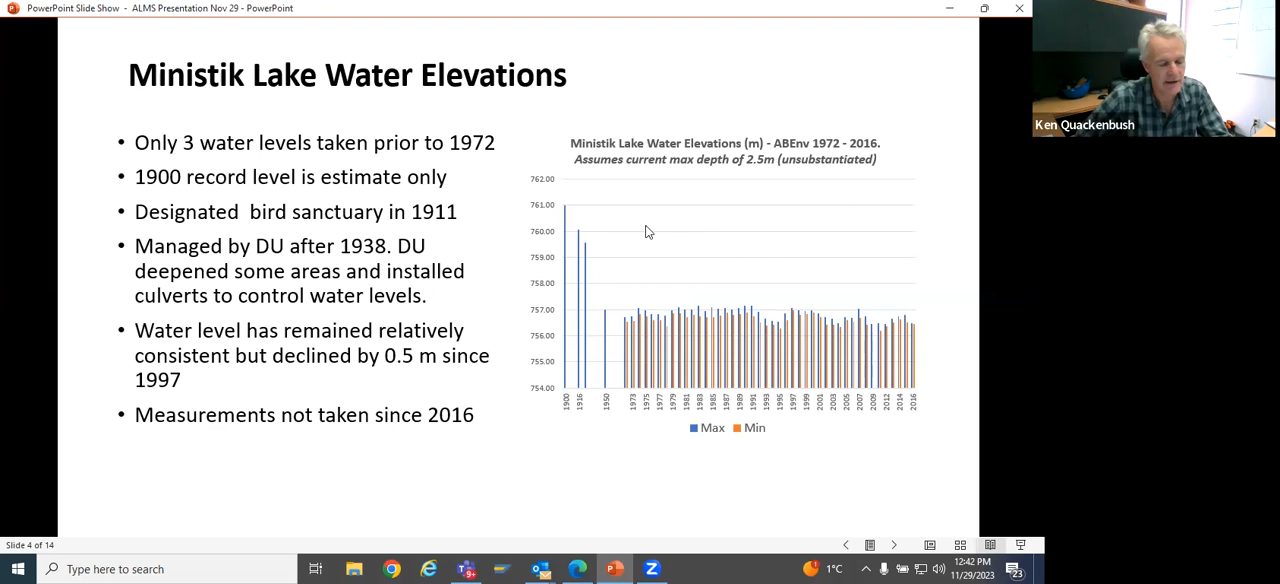 PowerPoint Slide Show - ALMS Presentation Nov 29 - PowerPoint
Ministik Lake Water Elevations
• Only 3 water levels taken prior to 1972
• 1900 record level is estimate only
• Designated bird sanctuary in 1911
• Managed by DU after 1938. DU
deepened some areas and installed
culverts to control water levels.
• Water level has remained relatively
consistent but declined by 0.5 m since
1997
• Measurements not taken since 2016
Ministik Lake Water Elevations (m) - ABEnv 1972 - 2016.
Assumes current max depth of 2.5m (unsubstantiated)
762.00
761.00
760.00
759.00
758.00
757.00
756.00
755.00
754.00
1900 1916 1950 1973 1975 1977 1979 1981 1983 1985 1987 1989 1991 1993 1995 1997 1999 2001 2003 2005 2007 2009 2012 2014 2016
Max Min
Ken Quackenbush
Slide 4 of 14
Type here to search
9+
1°C
12:42 PM
11/29/2023
23